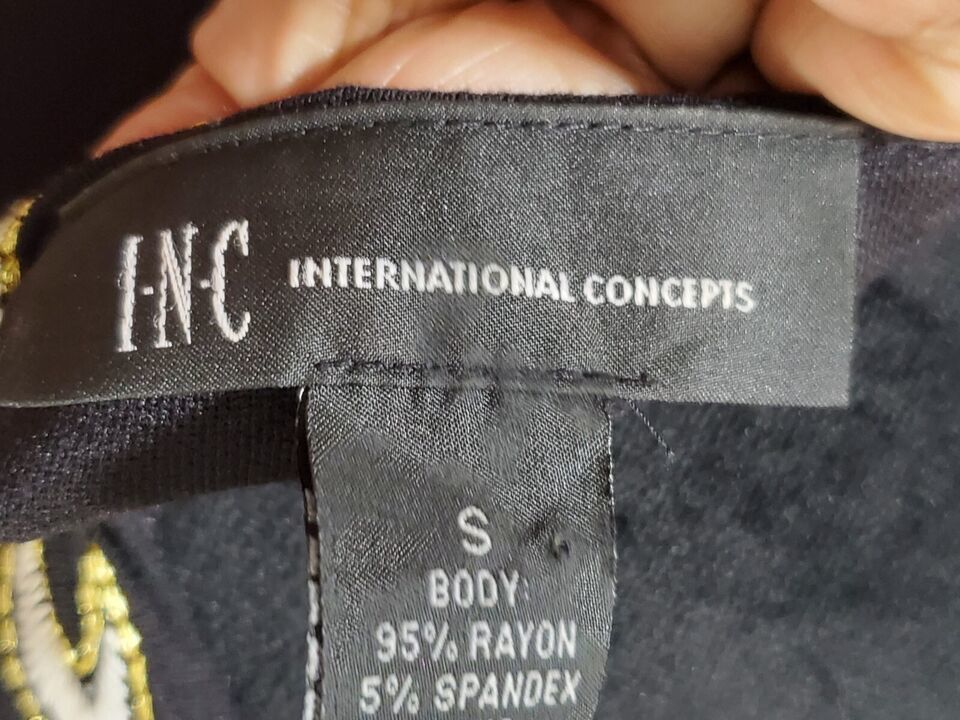 I·N·C INTERNATIONAL CONCEPTS
S
BODY:
95% RAYON
5% SPANDEX